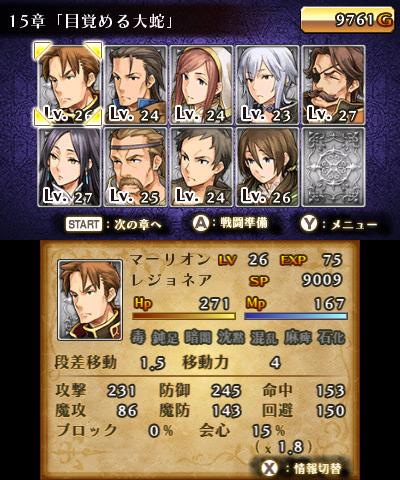 15章「目覚める大蛇」 9761G
Lv. 26 Lv. 24 Lv. 24 Lv. 23 Lv. 27
Lv. 27 Lv. 25 Lv. 24 Lv. 26
START：次の章へ A：戦闘準備 Y：メニュー
マーリオン LV 26 EXP 75
レジョネア SP 9009
Hp 271 Mp 167
毒 鈍足 暗闇 沈黙 混乱 麻痺 石化
段差移動 1.5 移動力 4
攻撃 231 防御 245 命中 153
魔攻 86 魔防 143 回避 150
ブロック 0% 会心 15%
(x1.8)
X：情報切替